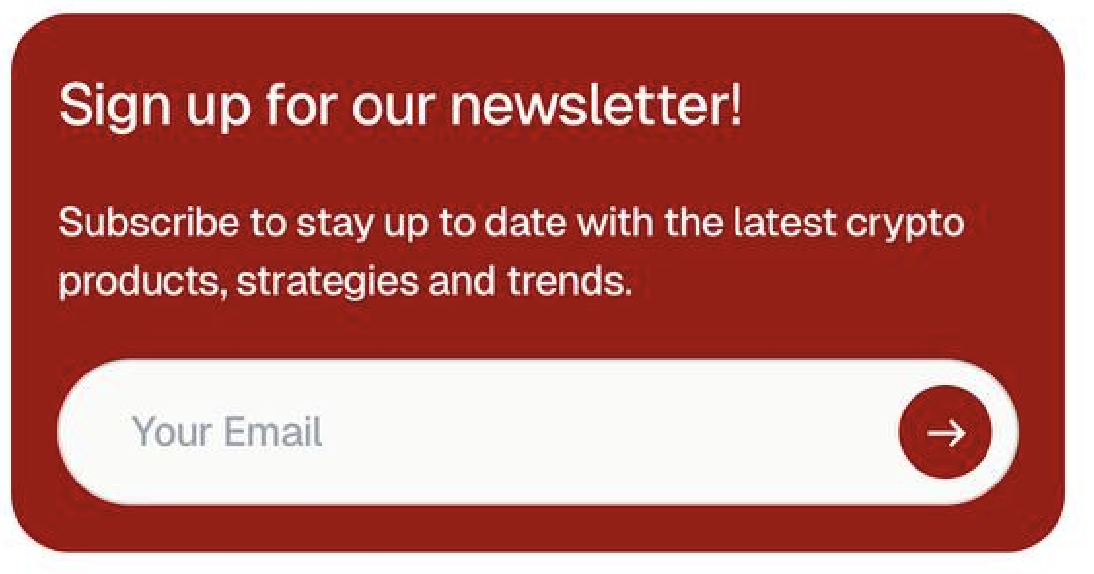 Sign up for our newsletter!
Subscribe to stay up to date with the latest crypto
products, strategies and trends.
Your Email